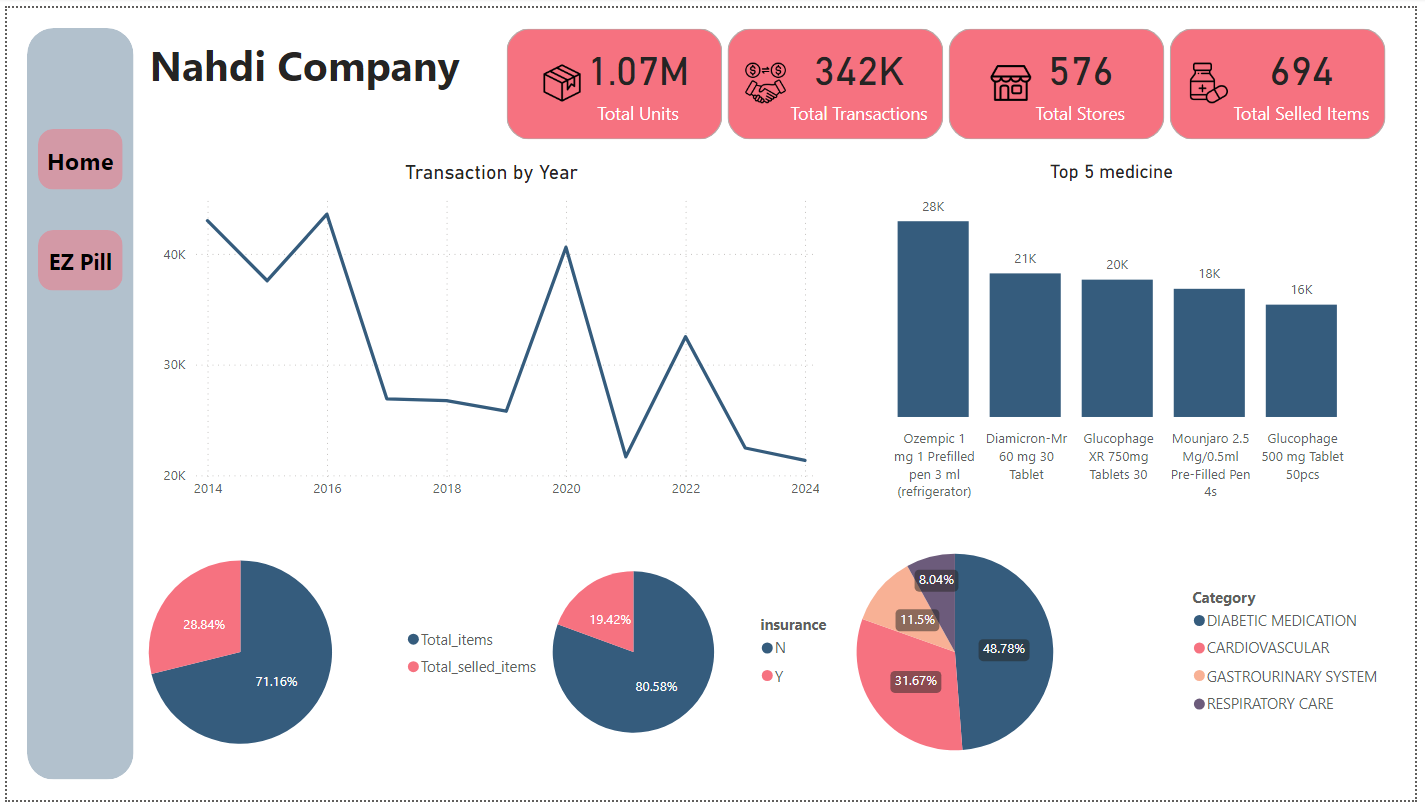 Nahdi Company
1.07M
Total Units
342K
Total Transactions
576
Total Stores
694
Total Selled Items
Home
EZ Pill
Transaction by Year
40K
30K
20K
2014
2016
2018
2020
2022
2024
Top 5 medicine
28K
21K
20K
18K
16K
Ozempic 1
mg 1 Prefilled
pen 3 ml
(refrigerator)
Diamicron-Mr
60 mg 30
Tablet
Glucophage
XR 750mg
Tablets 30
Mounjaro 2.5
Mg/0.5ml
Pre-Filled Pen
4s
Glucophage
500 mg Tablet
50pcs
28.84%
71.16%
Total_items
Total_selled_items
19.42%
80.58%
insurance
N
Y
8.04%
11.5%
48.78%
31.67%
Category
DIABETIC MEDICATION
CARDIOVASCULAR
GASTROURINARY SYSTEM
RESPIRATORY CARE